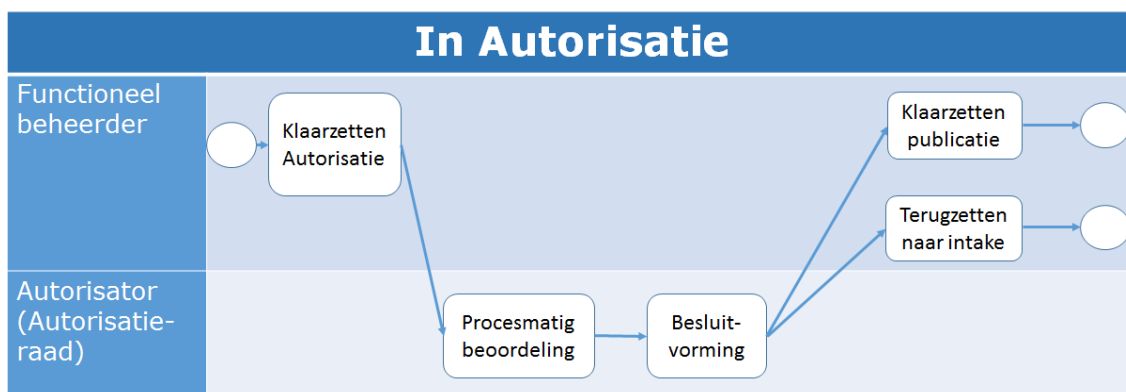 In Autorisatie
Functioneel
beheerder
Klaarzetten
Autorisatie
Klaarzetten
publicatie
Terugzetten
naar intake
Autorisator
(Autorisatie-
raad)
Procesmatig
beoordeling
Besluit-
vorming